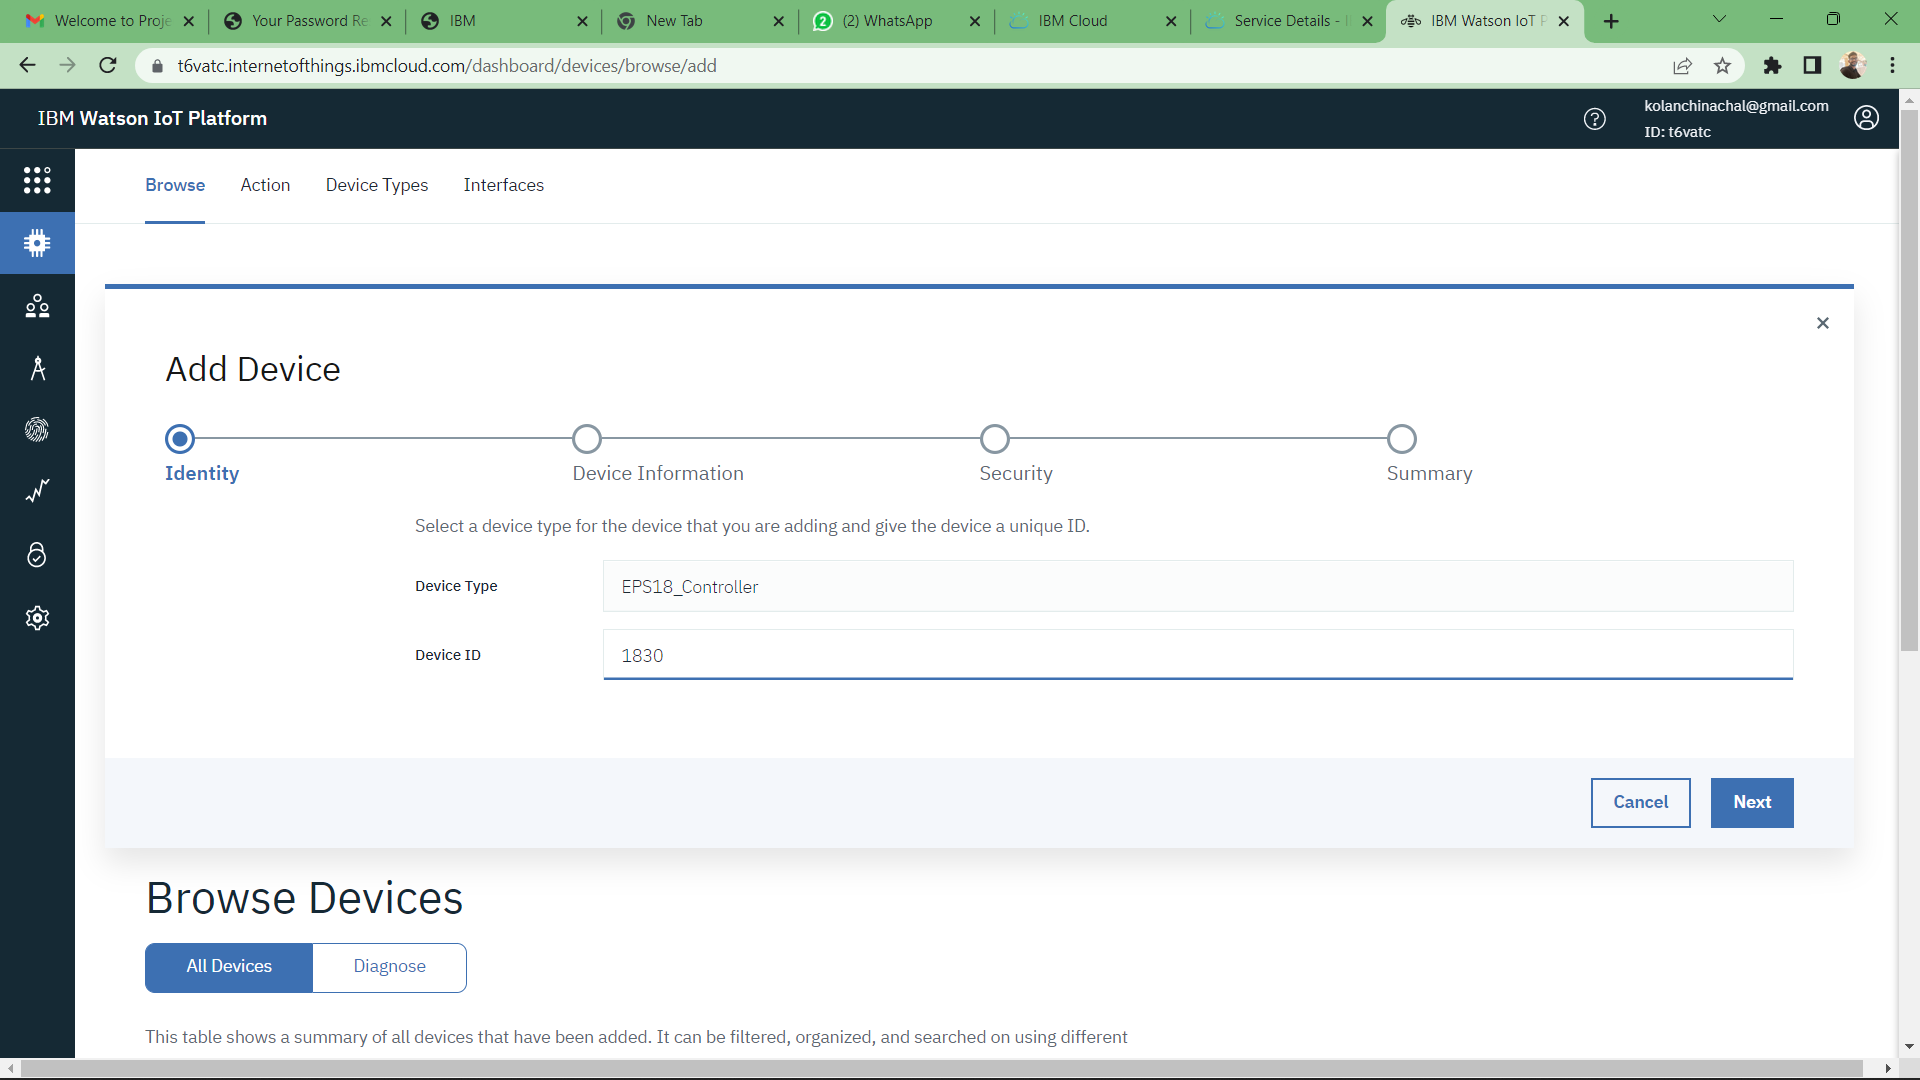 Welcome to Proje
Your Password Re
IBM
New Tab
2
(2) WhatsApp
IBM Cloud
Service Details - I
IBM Watson IoT P
t6vatc.internetofthings.ibmcloud.com/dashboard/devices/browse/add
IBM Watson IoT Platform
kolanchinachal@gmail.com
ID: t6vatc
Browse
Action
Device Types
Interfaces
Add Device
Identity
Device Information
Security
Summary
Select a device type for the device that you are adding and give the device a unique ID.
Device Type
EPS18_Controller
Device ID
1830
Cancel
Next
Browse Devices
All Devices
Diagnose
This table shows a summary of all devices that have been added. It can be filtered, organized, and searched on using different